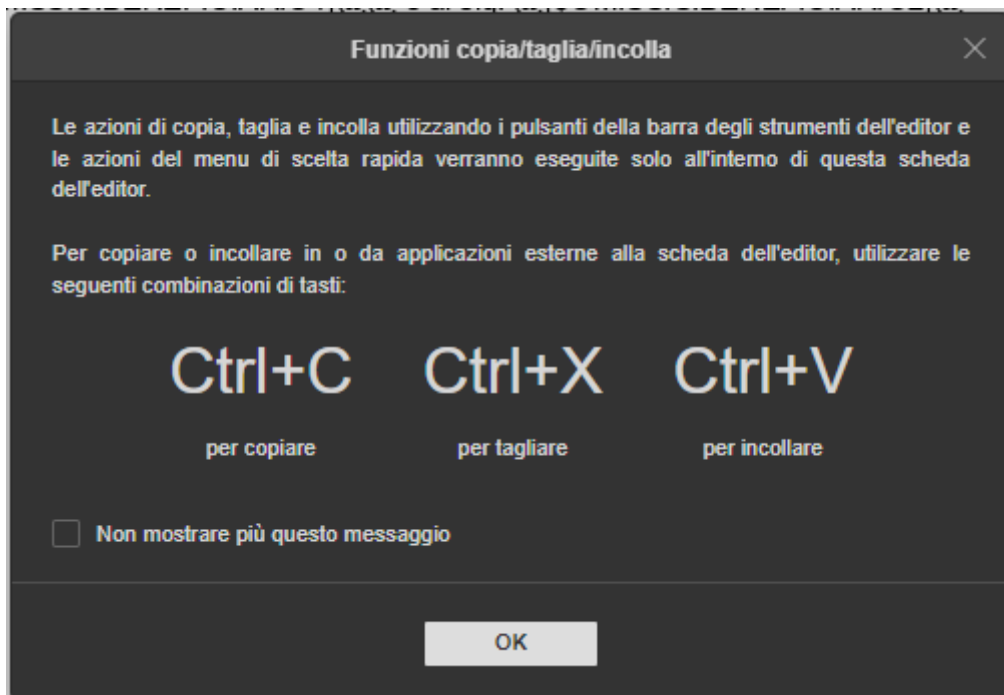 Funzioni copia/taglia/incolla
Le azioni di copia, taglia e incolla utilizzando i pulsanti della barra degli strumenti dell'editor e
le azioni del menu di scelta rapida verranno eseguite solo all'interno di questa scheda
dell'editor.
Per copiare o incollare in o da applicazioni esterne alla scheda dell'editor, utilizzare le
seguenti combinazioni di tasti:
Ctrl+C Ctrl+X Ctrl+V
per copiare per tagliare per incollare
Non mostrare più questo messaggio
OK